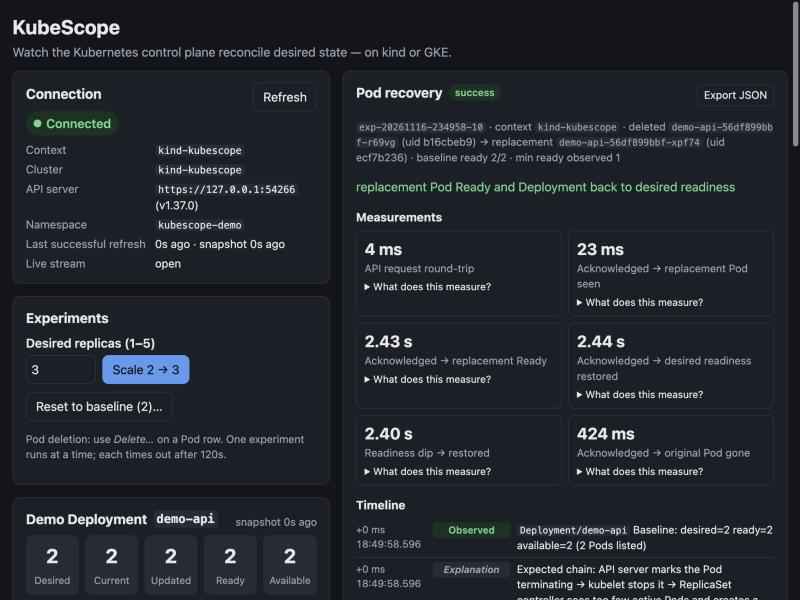 KubeScope
Watch the Kubernetes control plane reconcile desired state — on kind or GKE.
Connection
Refresh
Connected
Context kind-kubescope
Cluster kind-kubescope
API server https://127.0.0.1:54266
(v1.37.0)
Namespace kubescope-demo
Last successful refresh 0s ago · snapshot 0s ago
Live stream open
Experiments
Desired replicas (1–5)
3
Scale 2 → 3
Reset to baseline (2)...
Pod deletion: use Delete... on a Pod row. One experiment
runs at a time; each times out after 120s.
Demo Deployment demo-api snapshot 0s ago
2 2 2 2 2
Desired Current Updated Ready Available
Pod recovery success
Export JSON
exp-20261116-234958-10 · context kind-kubescope · deleted demo-api-56df899bb
f-r69vg (uid b16cbeb9) → replacement demo-api-56df899bbf-xpf74 (uid
ecf7b236) · baseline ready 2/2 · min ready observed 1
replacement Pod Ready and Deployment back to desired readiness
Measurements
4 ms
API request round-trip
▶ What does this measure?
23 ms
Acknowledged → replacement Pod
seen
▶ What does this measure?
2.43 s
Acknowledged → replacement Ready
▶ What does this measure?
2.44 s
Acknowledged → desired readiness
restored
▶ What does this measure?
2.40 s
Readiness dip → restored
▶ What does this measure?
424 ms
Acknowledged → original Pod gone
▶ What does this measure?
Timeline
+0 ms Observed Deployment/demo-api Baseline: desired=2 ready=2
18:49:58.596 available=2 (2 Pods listed)
+0 ms Explanation Expected chain: API server marks the Pod
18:49:58.596 terminating → kubelet stops it → ReplicaSet
controller sees too few active Pods and creates a